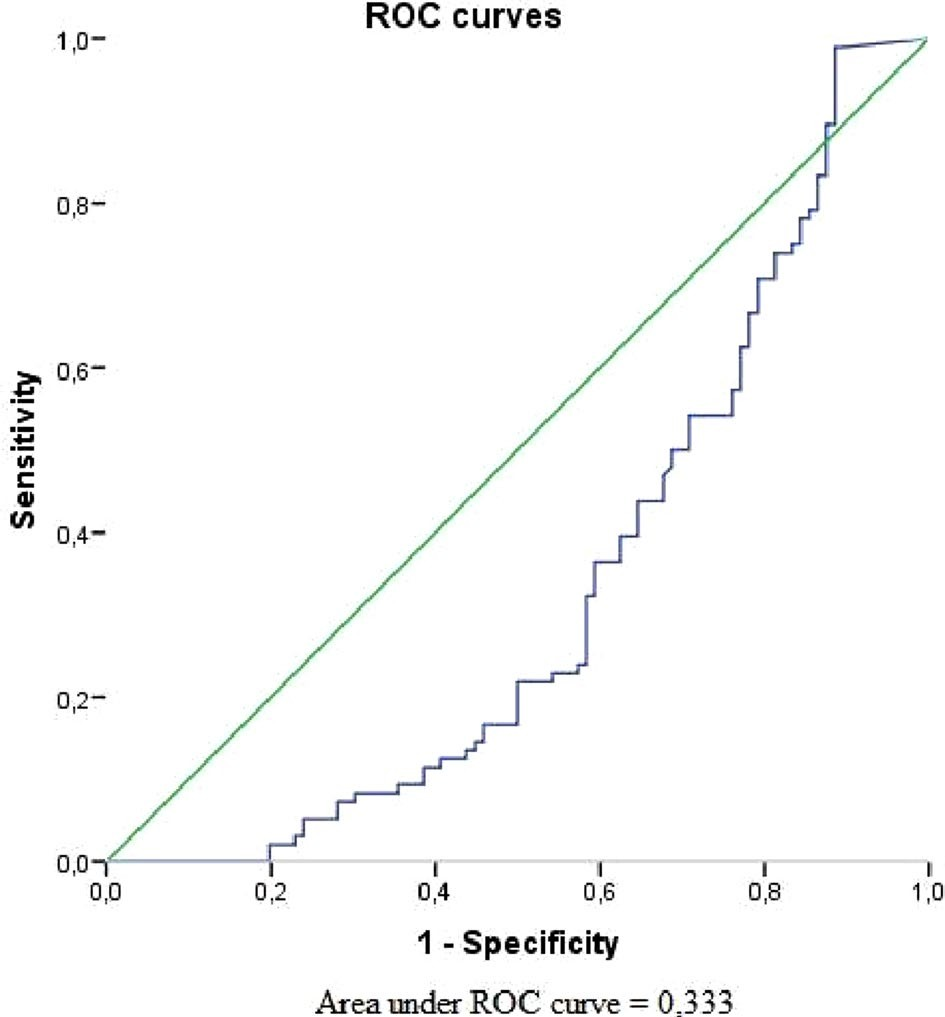 ROC curves
1,0
0,8
0,6
0,4
0,2
0,0
Sensitivity
0,0 0,2 0,4 0,6 0,8 1,0
1 - Specificity
Area under ROC curve = 0,333